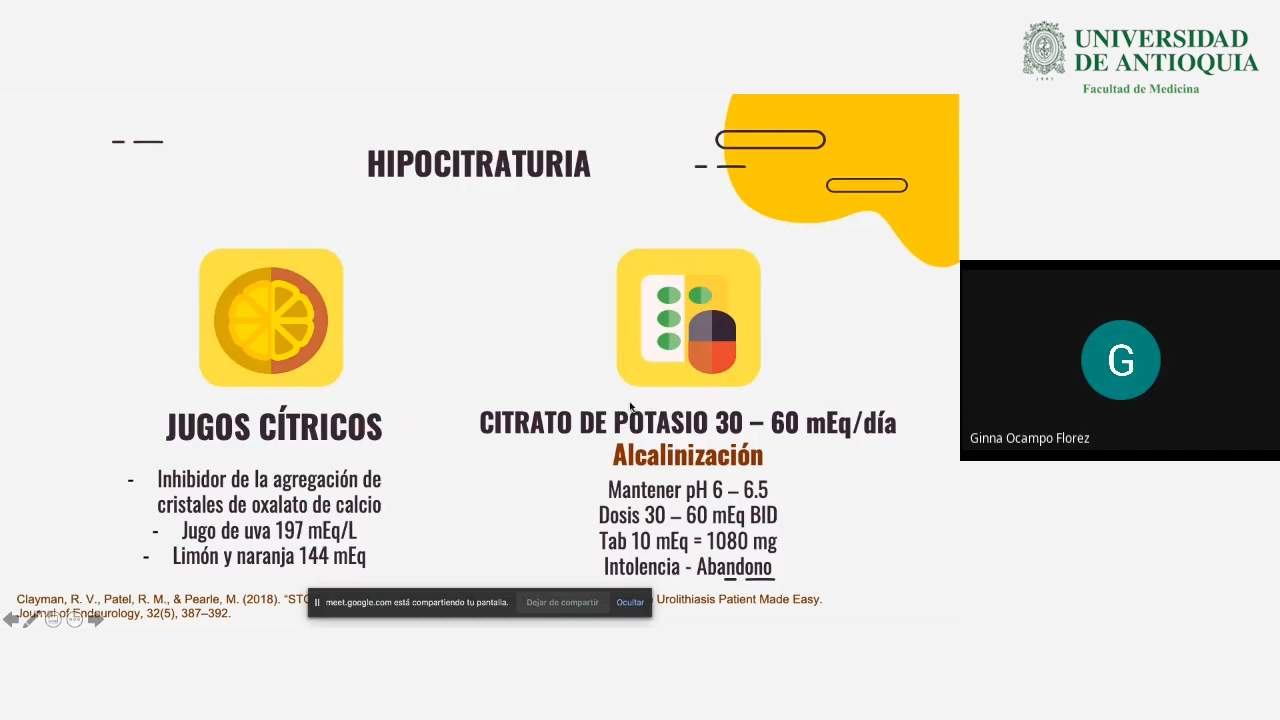 UNIVERSIDAD
DE ANTIOQUIA
1803
Facultad de Medicina
HIPOCITRATURIA
JUGOS CÍTRICOS
- Inhibidor de la agregación de
cristales de oxalato de calcio
- Jugo de uva 197 mEq/L
- Limón y naranja 144 mEq
CITRATO DE POTASIO 30 – 60 mEq/día
Alcalinización
Mantener pH 6 – 6.5
Dosis 30 – 60 mEq BID
Tab 10 mEq = 1080 mg
Intolencia - Abandono
G
Ginna Ocampo Florez
Clayman, R. V., Patel, R. M., & Pearle, M. (2018). “STO Urolithiasis Patient Made Easy.
Journal of Endourology, 32(5), 387–392.
meet.google.com está compartiendo tu pantalla. Dejar de compartir Ocultar